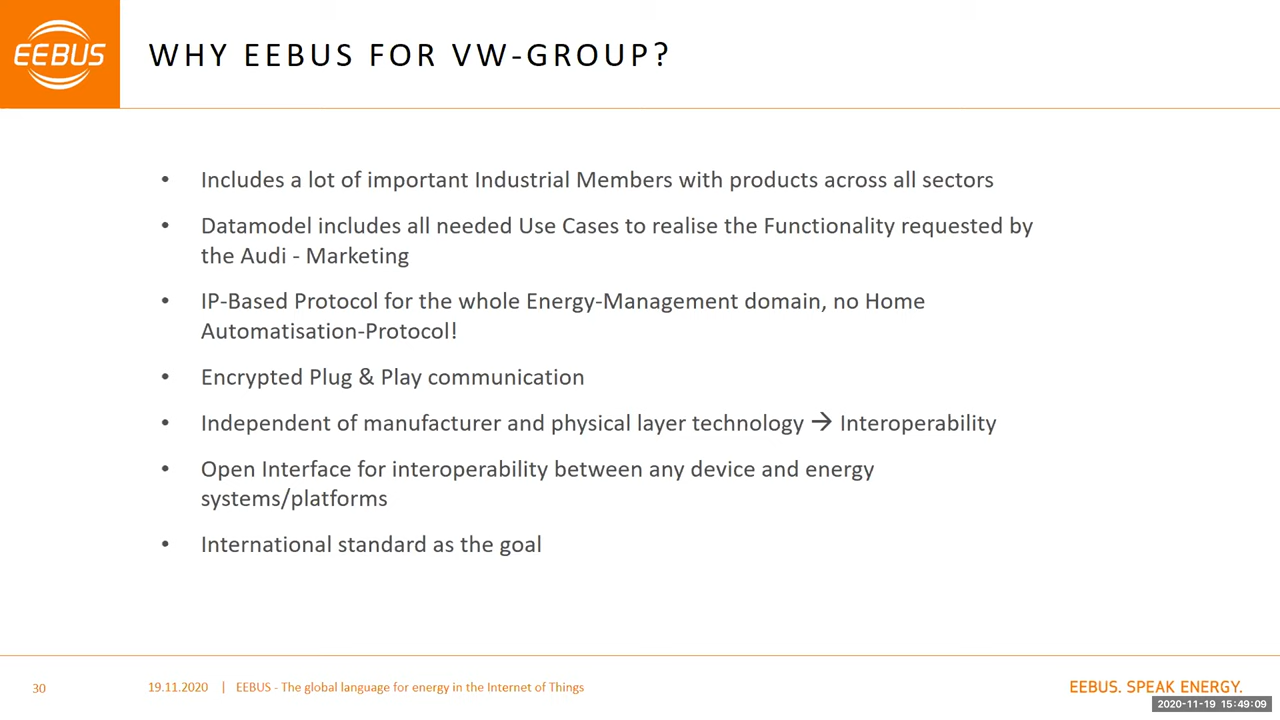 EEBUS
WHY EEBUS FOR VW-GROUP?
• Includes a lot of important Industrial Members with products across all sectors
• Datamodel includes all needed Use Cases to realise the Functionality requested by
the Audi - Marketing
• IP-Based Protocol for the whole Energy-Management domain, no Home
Automatisation-Protocol!
• Encrypted Plug & Play communication
• Independent of manufacturer and physical layer technology → Interoperability
• Open Interface for interoperability between any device and energy
systems/platforms
• International standard as the goal
30
19.11.2020 | EEBUS - The global language for energy in the Internet of Things
EEBUS. SPEAK ENERGY.
2020-11-19 15:49:09